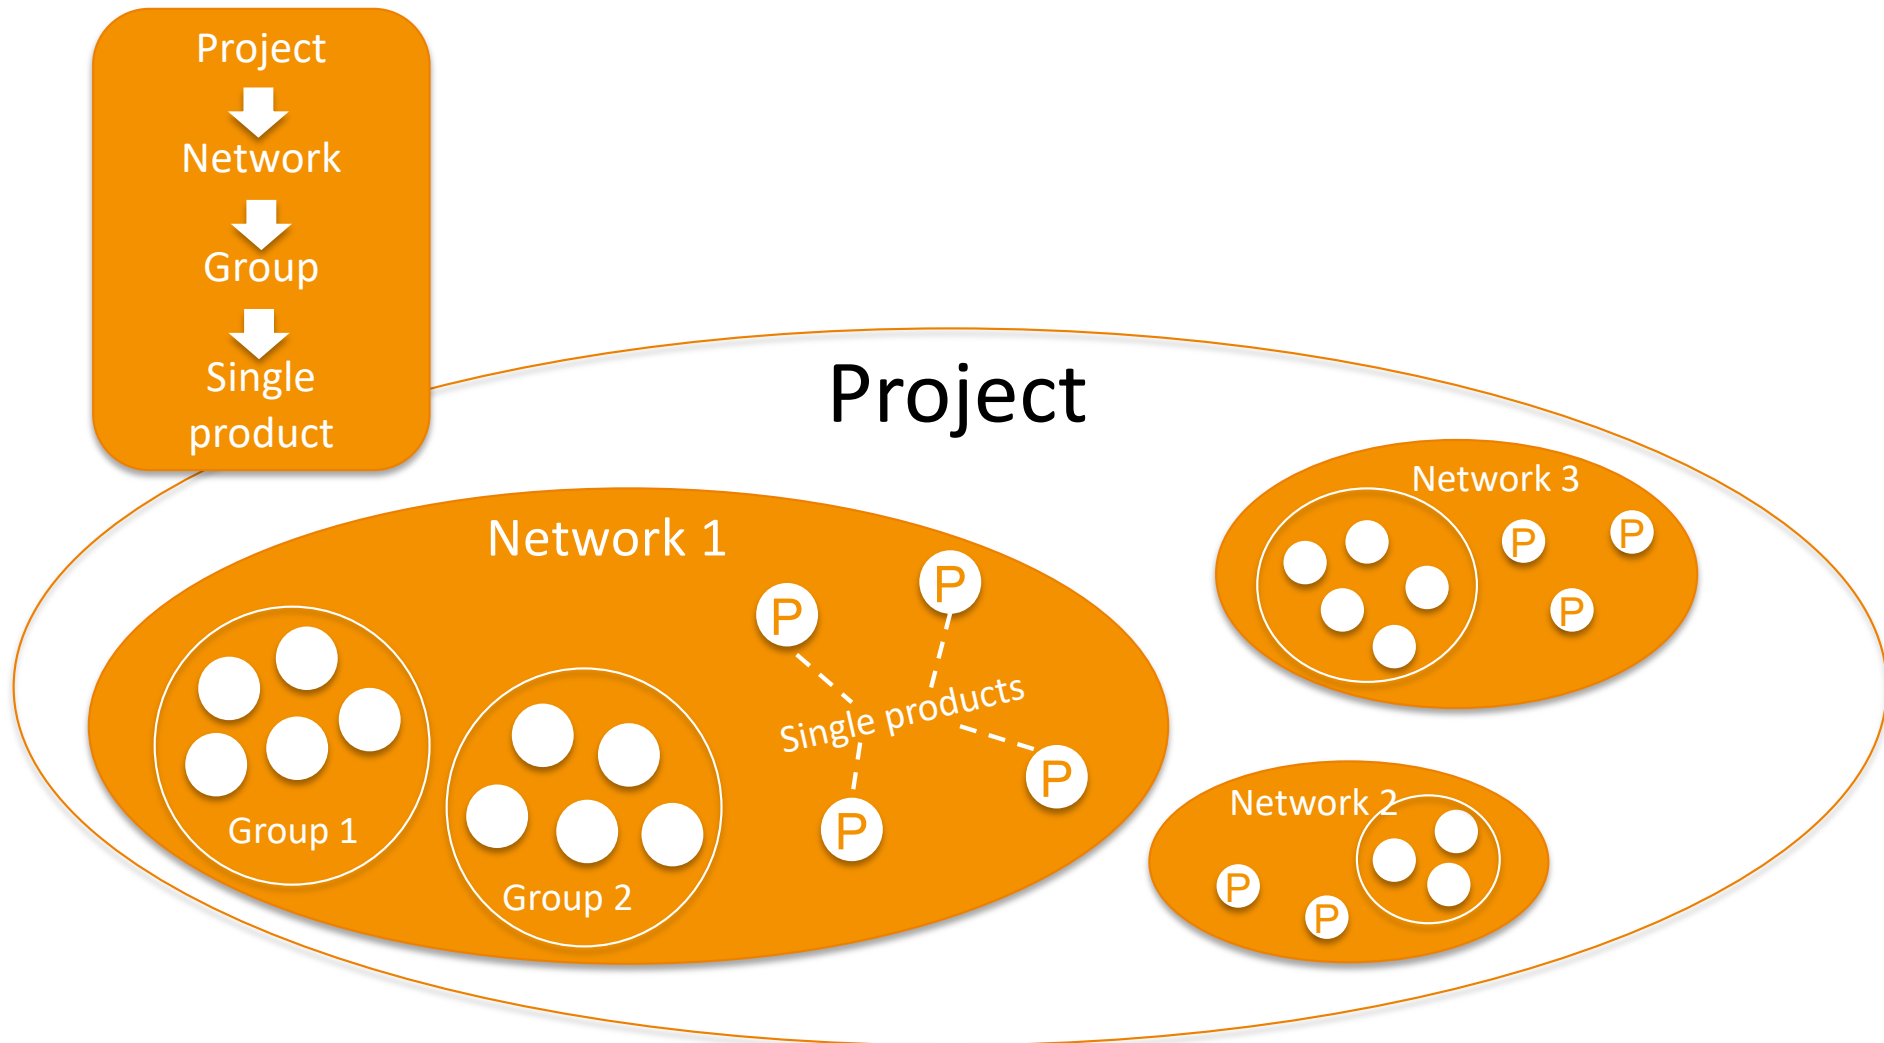 Project
Network
Group
Single
product
Project
Network 1
P
P
Single products
P
P
Group 1
Group 2
Network 3
P
P
P
Network 2
P
P